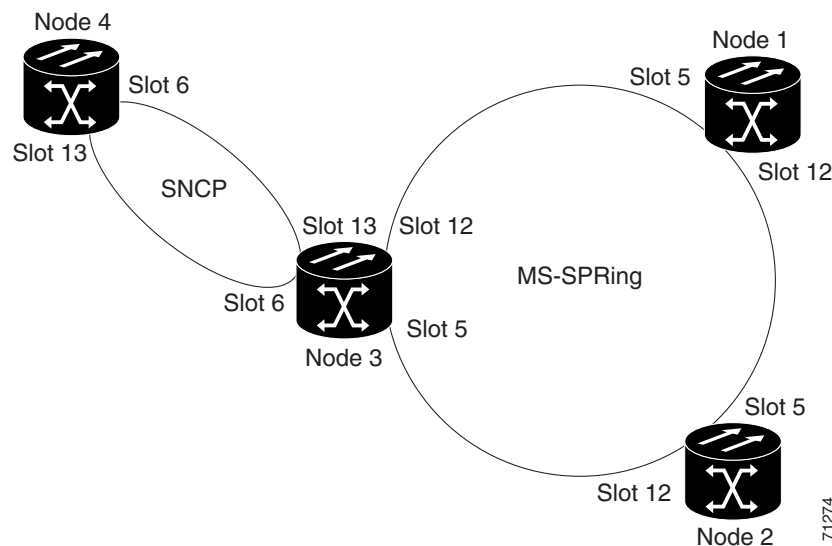 Node 4
Node 1
Slot 5
Slot 6
Slot 13
Slot 12
SNCP
Slot 13
Slot 12
MS-SPRing
Slot 6
Slot 5
Node 3
Slot 5
Slot 12
Node 2
71274